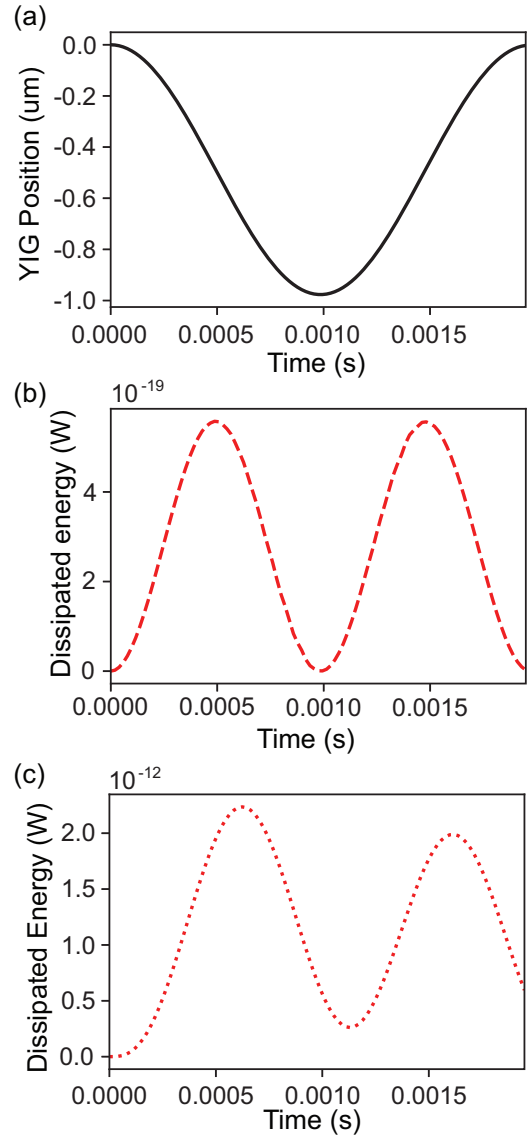 (a)
0.0
-0.2
-0.4
-0.6
-0.8
-1.0
YIG Position (um)
0.0000 0.0005 0.0010 0.0015
Time (s)
(b)
10-19
4
2
0
Dissipated energy (W)
0.0000 0.0005 0.0010 0.0015
Time (s)
(c)
10-12
2.0
1.5
1.0
0.5
0.0
Dissipated Energy (W)
0.0000 0.0005 0.0010 0.0015
Time (s)